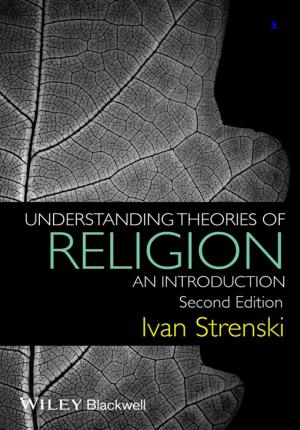 UNDERSTANDING THEORIES OF
RELIGION
AN INTRODUCTION
Second Edition
Ivan Strenski
WILEY Blackwell